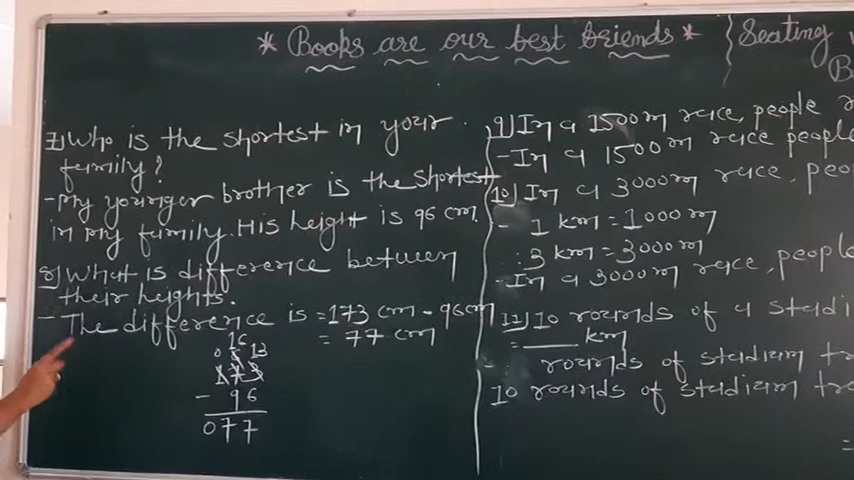 * Books are our best friends *
Seating
7) Who is the shortest in your
family?
- My younger brother is the shortest
in my family. His height is 96 cm.
8) What is difference between
their heights.
- The difference is = 173 cm - 96 cm
= 77 cm
16
0 6 13
173
- 96
077
9) In a 1500 m race, people
- In a 1500 m race people
10) In a 3000 m race,
- 1 km = 1000 m
: 3 km = 3000 m
- In a 3000 m race, people
11) 10 rounds of a
= ___ km
- rounds of stadium
10 rounds of stadium
=